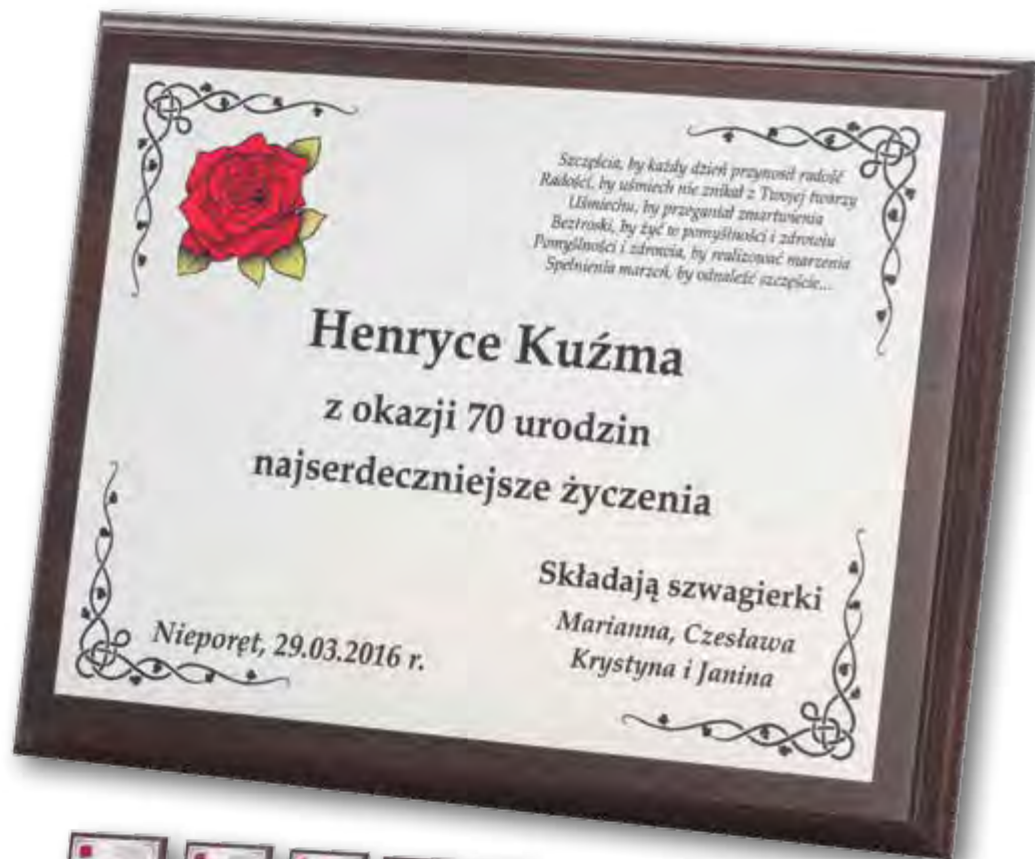 Szczęścia, by każdy dzień przynosił radość
Radości, by uśmiech nie znikał z Twojej twarzy
Uśmiechu, by przeganiał zmartwienia
Beztroski, by żyć w pomyślności i zdrowiu
Pomyślności i zdrowia, by realizować marzenia
Spełnienia marzeń, by odnaleźć szczęście...
Henryce Kuźma
z okazji 70 urodzin
najserdeczniejsze życzenia
Składają szwagierki
Marianna, Czesława
Krystyna i Janina
Nieporęt, 29.03.2016 r.